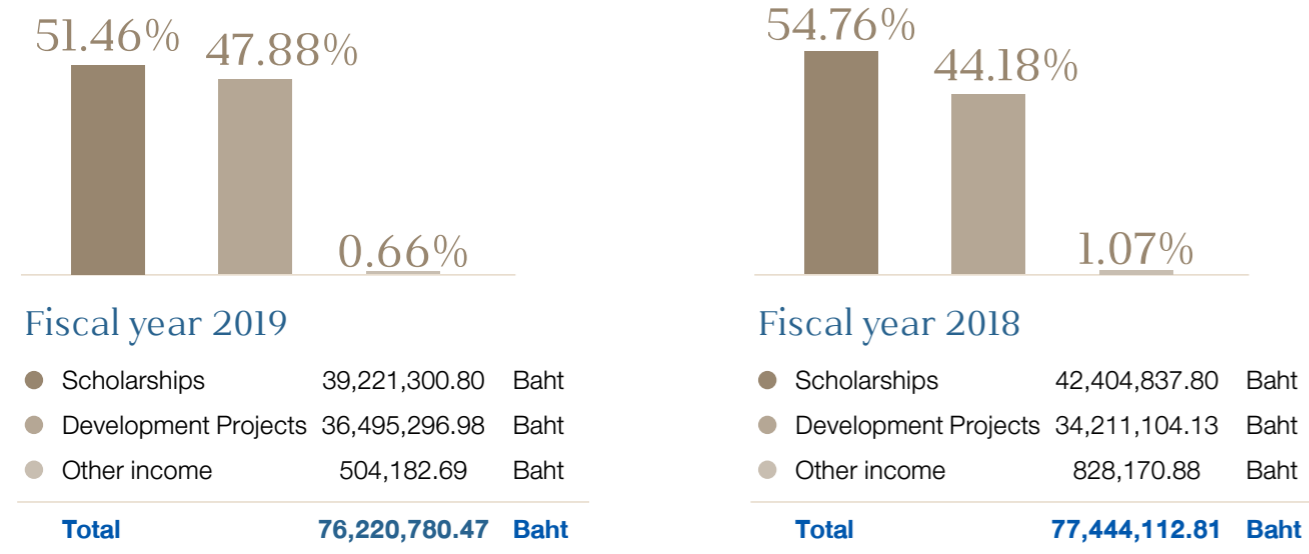 51.46%
47.88%
0.66%
Fiscal year 2019
Scholarships 39,221,300.80 Baht
Development Projects 36,495,296.98 Baht
Other income 504,182.69 Baht
Total 76,220,780.47 Baht
54.76%
44.18%
1.07%
Fiscal year 2018
Scholarships 42,404,837.80 Baht
Development Projects 34,211,104.13 Baht
Other income 828,170.88 Baht
Total 77,444,112.81 Baht